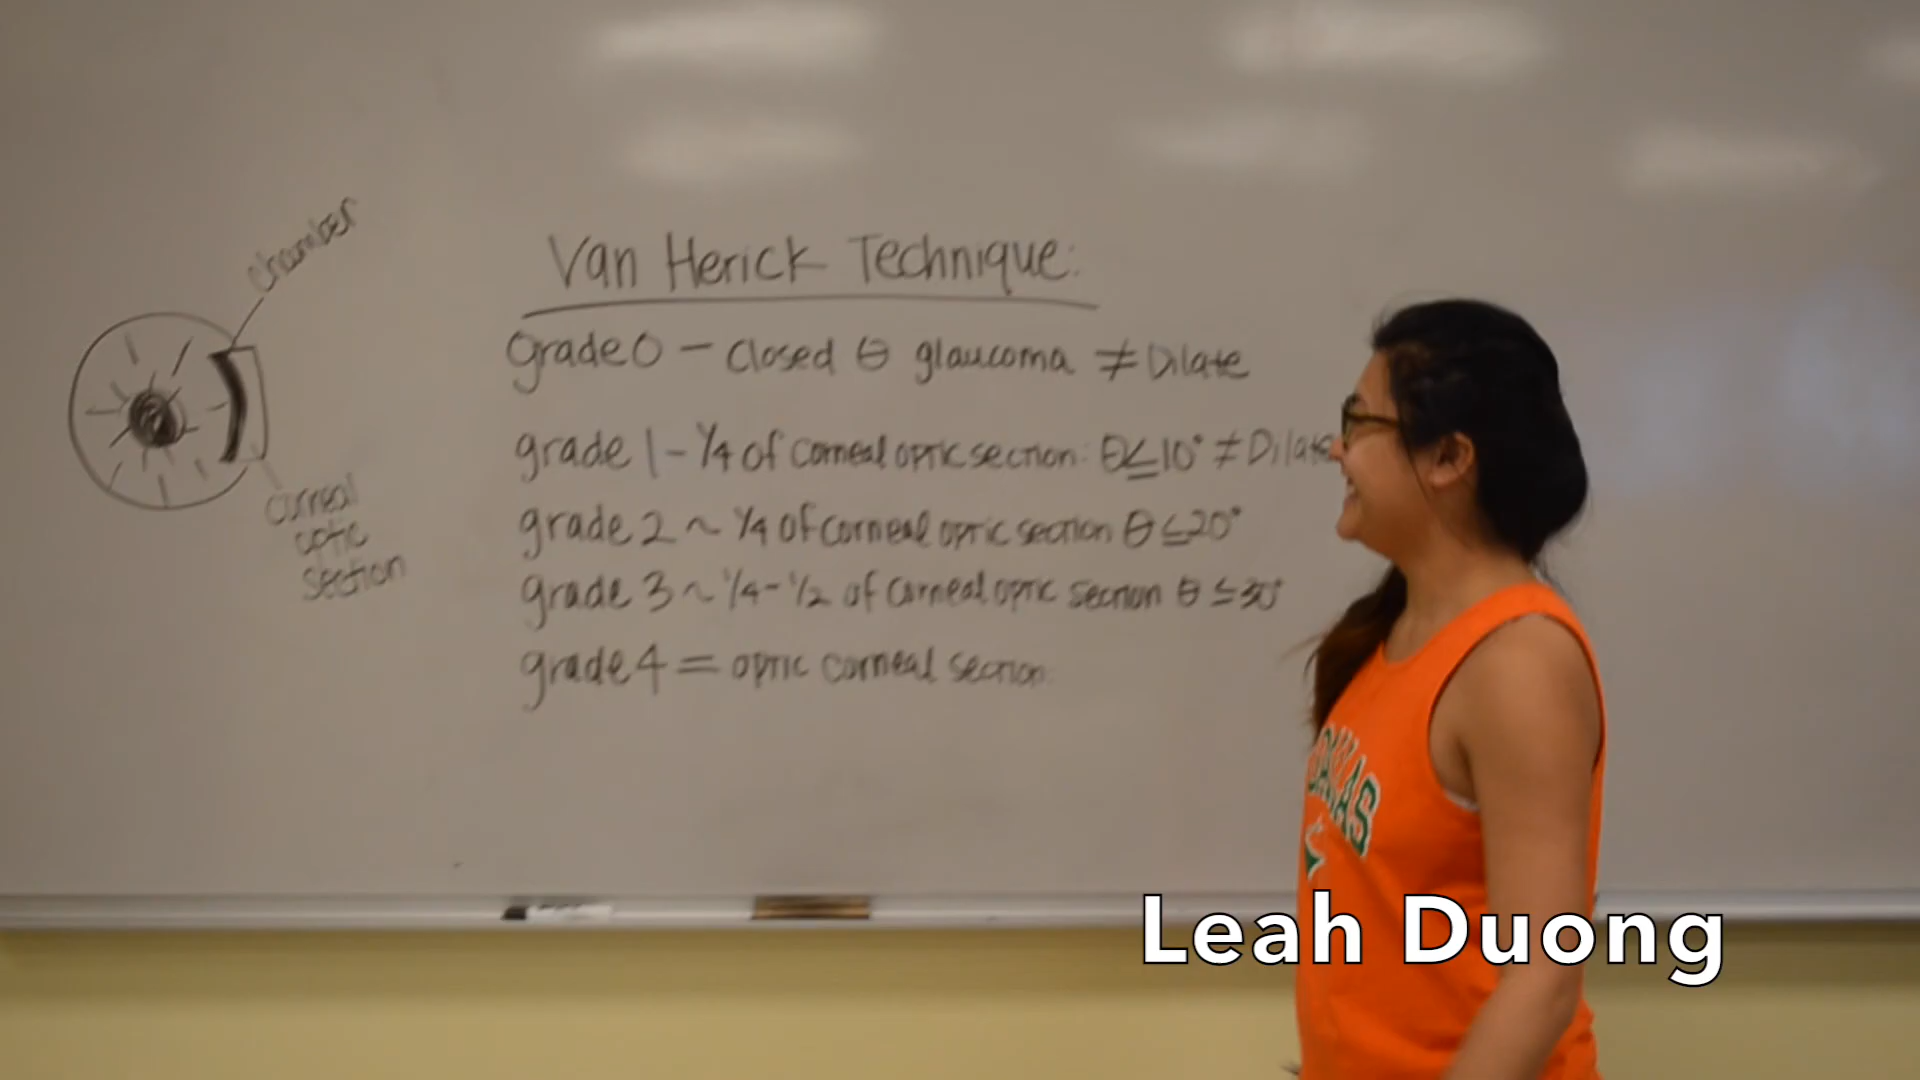 chamber
corneal
optic
section
Van Herick Technique:
grade 0 - closed θ glaucoma ≠ Dilate
grade 1 - 1/4 of corneal optic section: θ ≤ 10° ≠ Dilate
grade 2 ~ 1/4 of corneal optic section θ ≤ 20°
grade 3 ~ 1/4 - 1/2 of corneal optic section θ ≤ 30°
grade 4 = optic corneal section.
Leah Duong